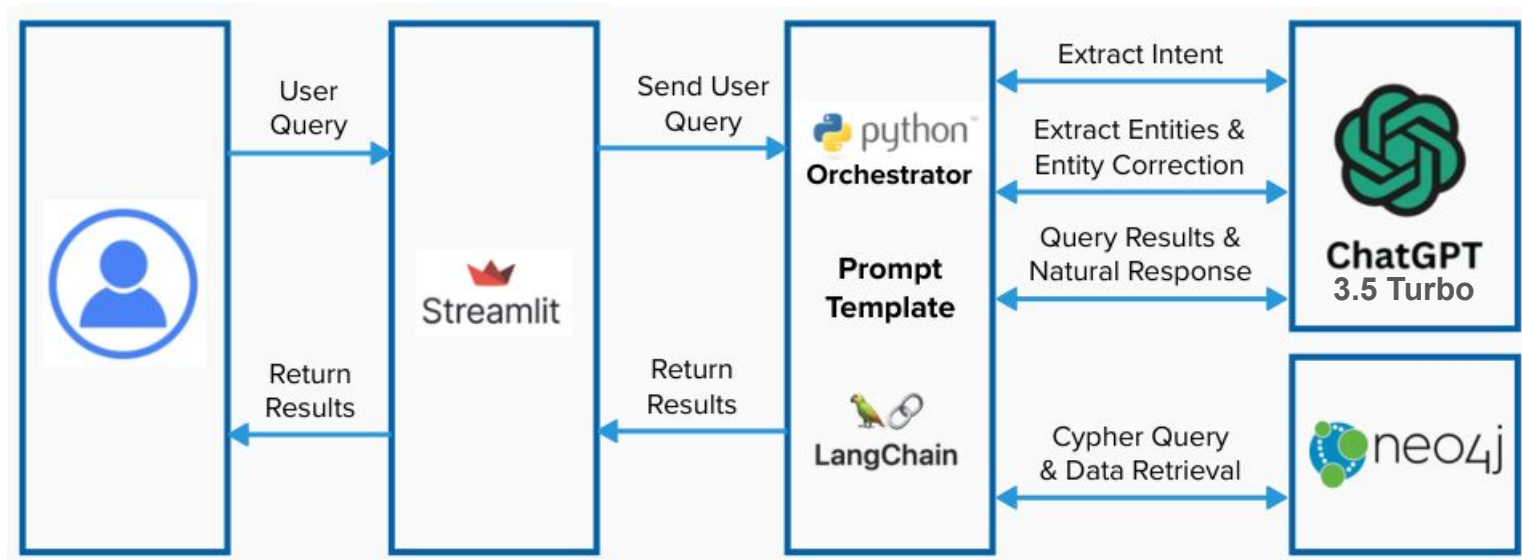 User
Query
Return
Results
Streamlit
Send User
Query
Return
Results
python™
Orchestrator
Prompt
Template
LangChain
Extract Intent
Extract Entities &
Entity Correction
Query Results &
Natural Response
Cypher Query
& Data Retrieval
ChatGPT
3.5 Turbo
neo4j